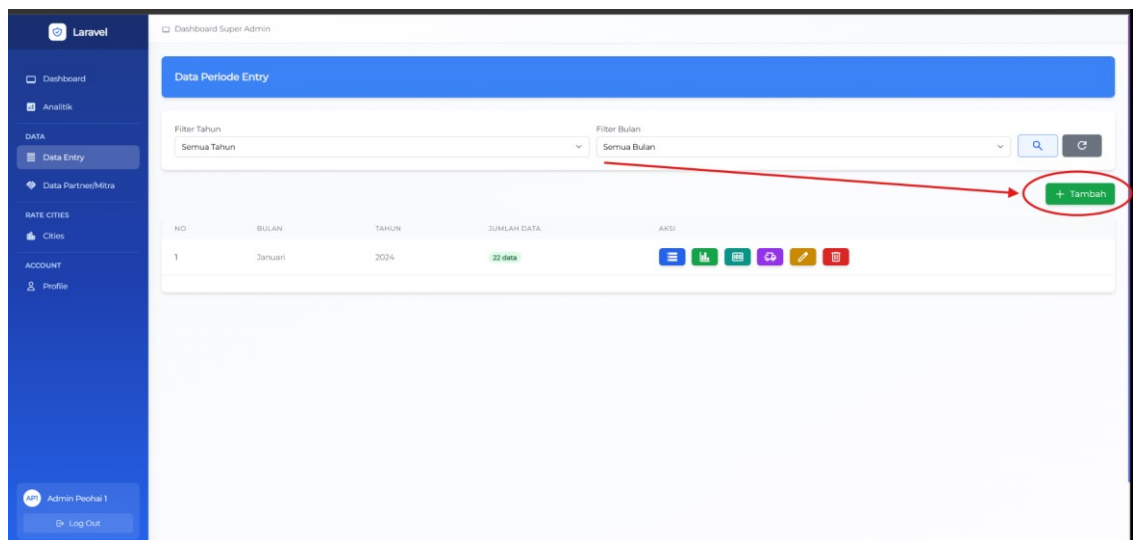 Laravel
Dashboard Super Admin
Dashboard
Analitik
DATA
Data Entry
Data Partner/Mitra
RATE CITIES
Cities
ACCOUNT
Profile
AP1 Admin Peohai 1
Log Out
Data Periode Entry
Filter Tahun Filter Bulan
Semua Tahun Semua Bulan
+ Tambah
NO BULAN TAHUN JUMLAH DATA AKSI
1 Januari 2024 22 data